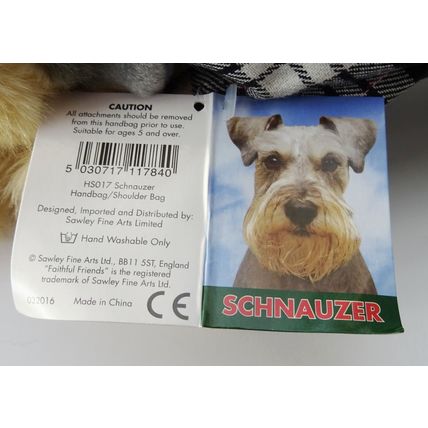 CAUTION
All attachments should be removed
from this handbag prior to use.
Suitable for ages 5 and over.
5 030717 117840
HS017 Schnauzer
Handbag/Shoulder Bag
Designed, Imported and Distributed by:
Sawley Fine Arts Limited
Hand Washable Only
© Sawley Fine Arts Ltd., BB11 5ST, England
"Faithful Friends" is the registered
trademark of Sawley Fine Arts Ltd.
032016 Made in China CE
SCHNAUZER